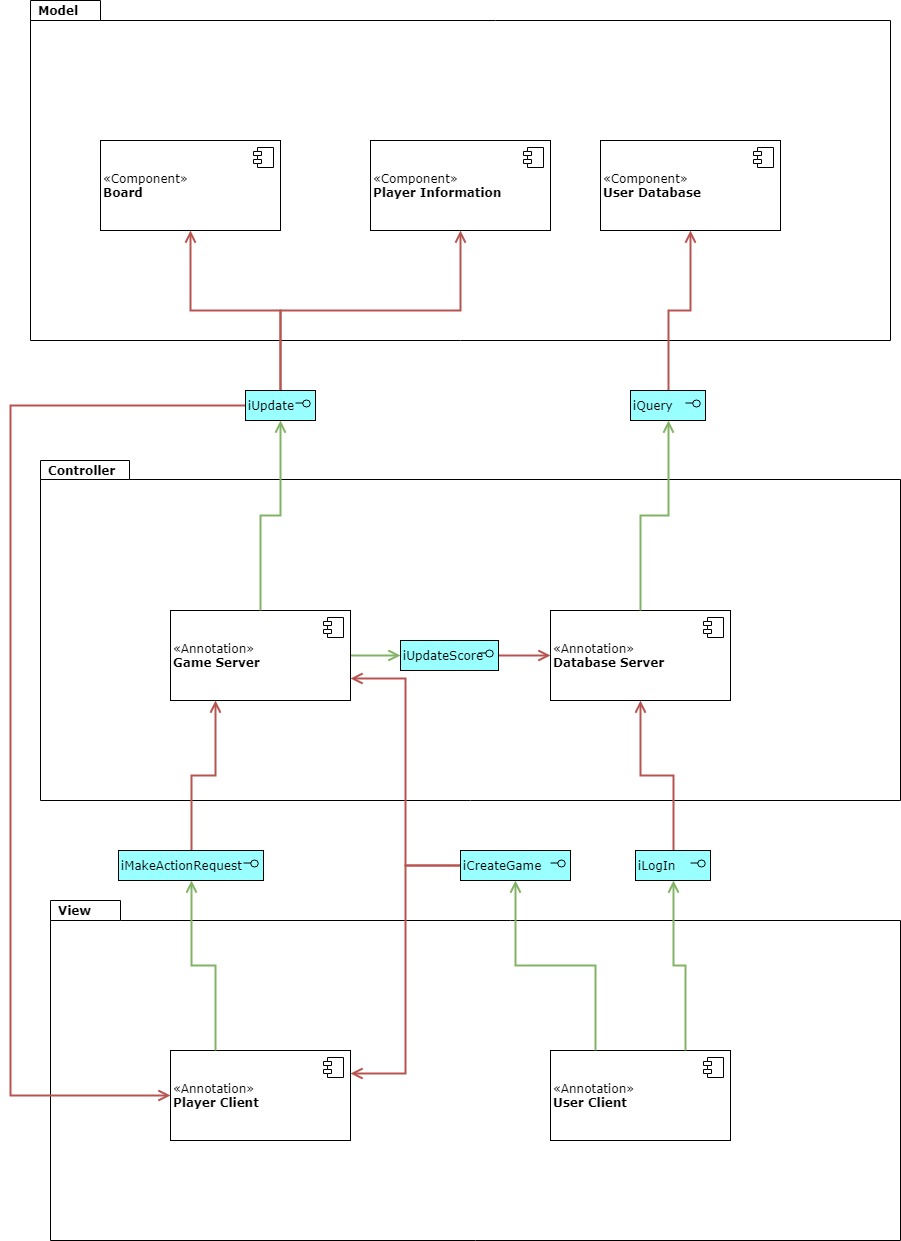 Model
«Component»
Board
«Component»
Player Information
«Component»
User Database
iUpdate
iQuery
Controller
«Annotation»
Game Server
iUpdateScore
«Annotation»
Database Server
iMakeActionRequest
iCreateGame
iLogIn
View
«Annotation»
Player Client
«Annotation»
User Client